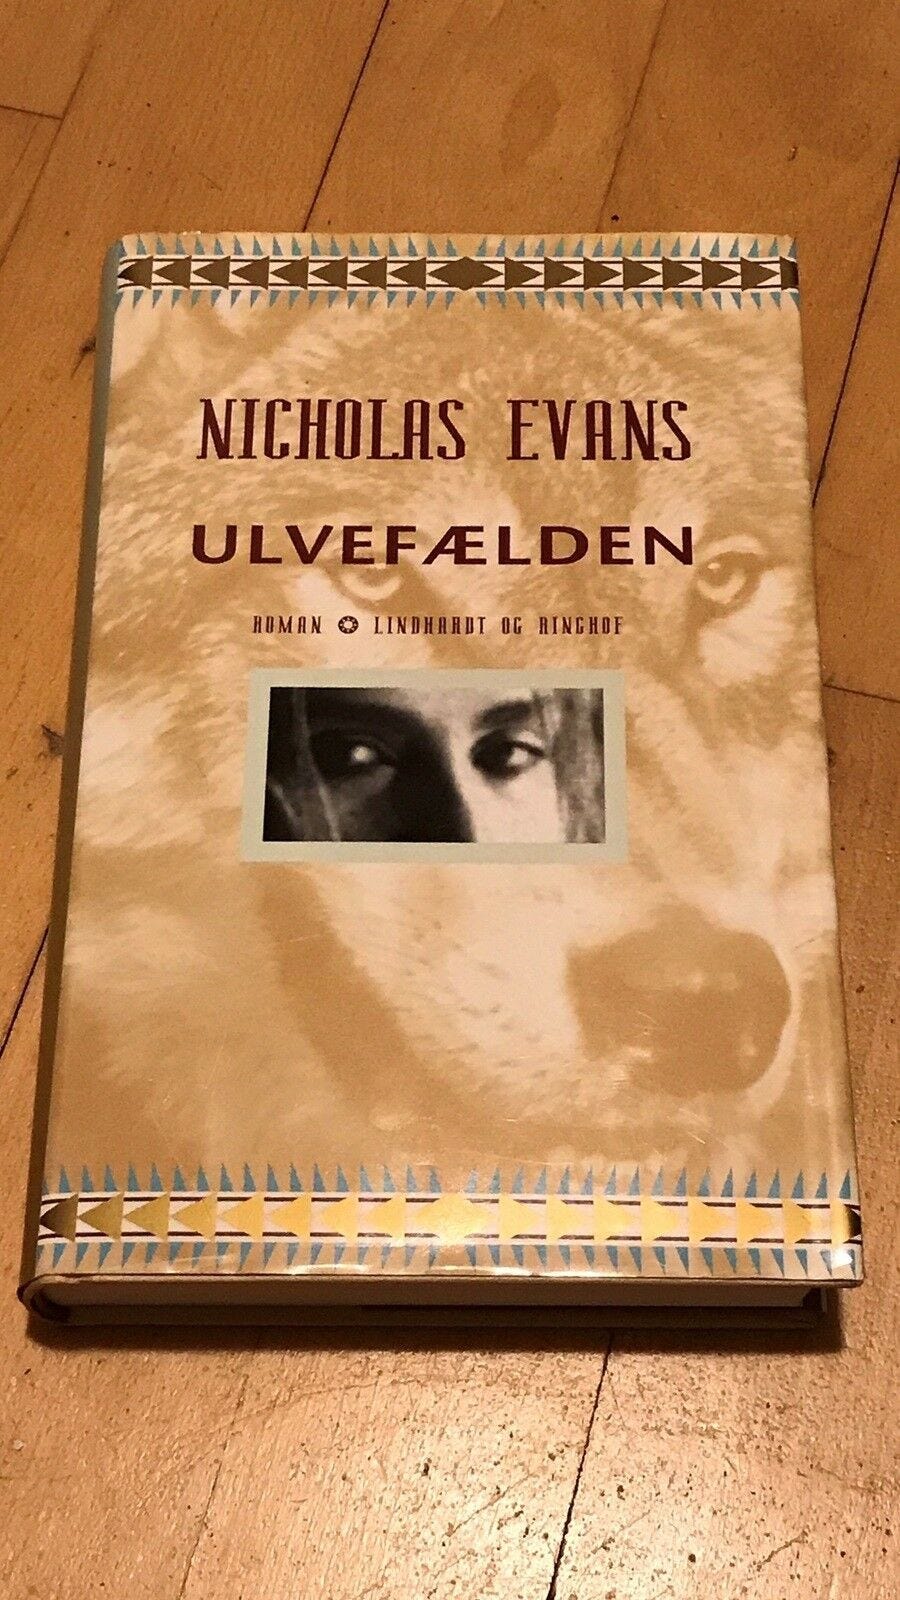 NICHOLAS EVANS
ULVEFÆLDEN
ROMAN LINDHARDT OG RINGHOF